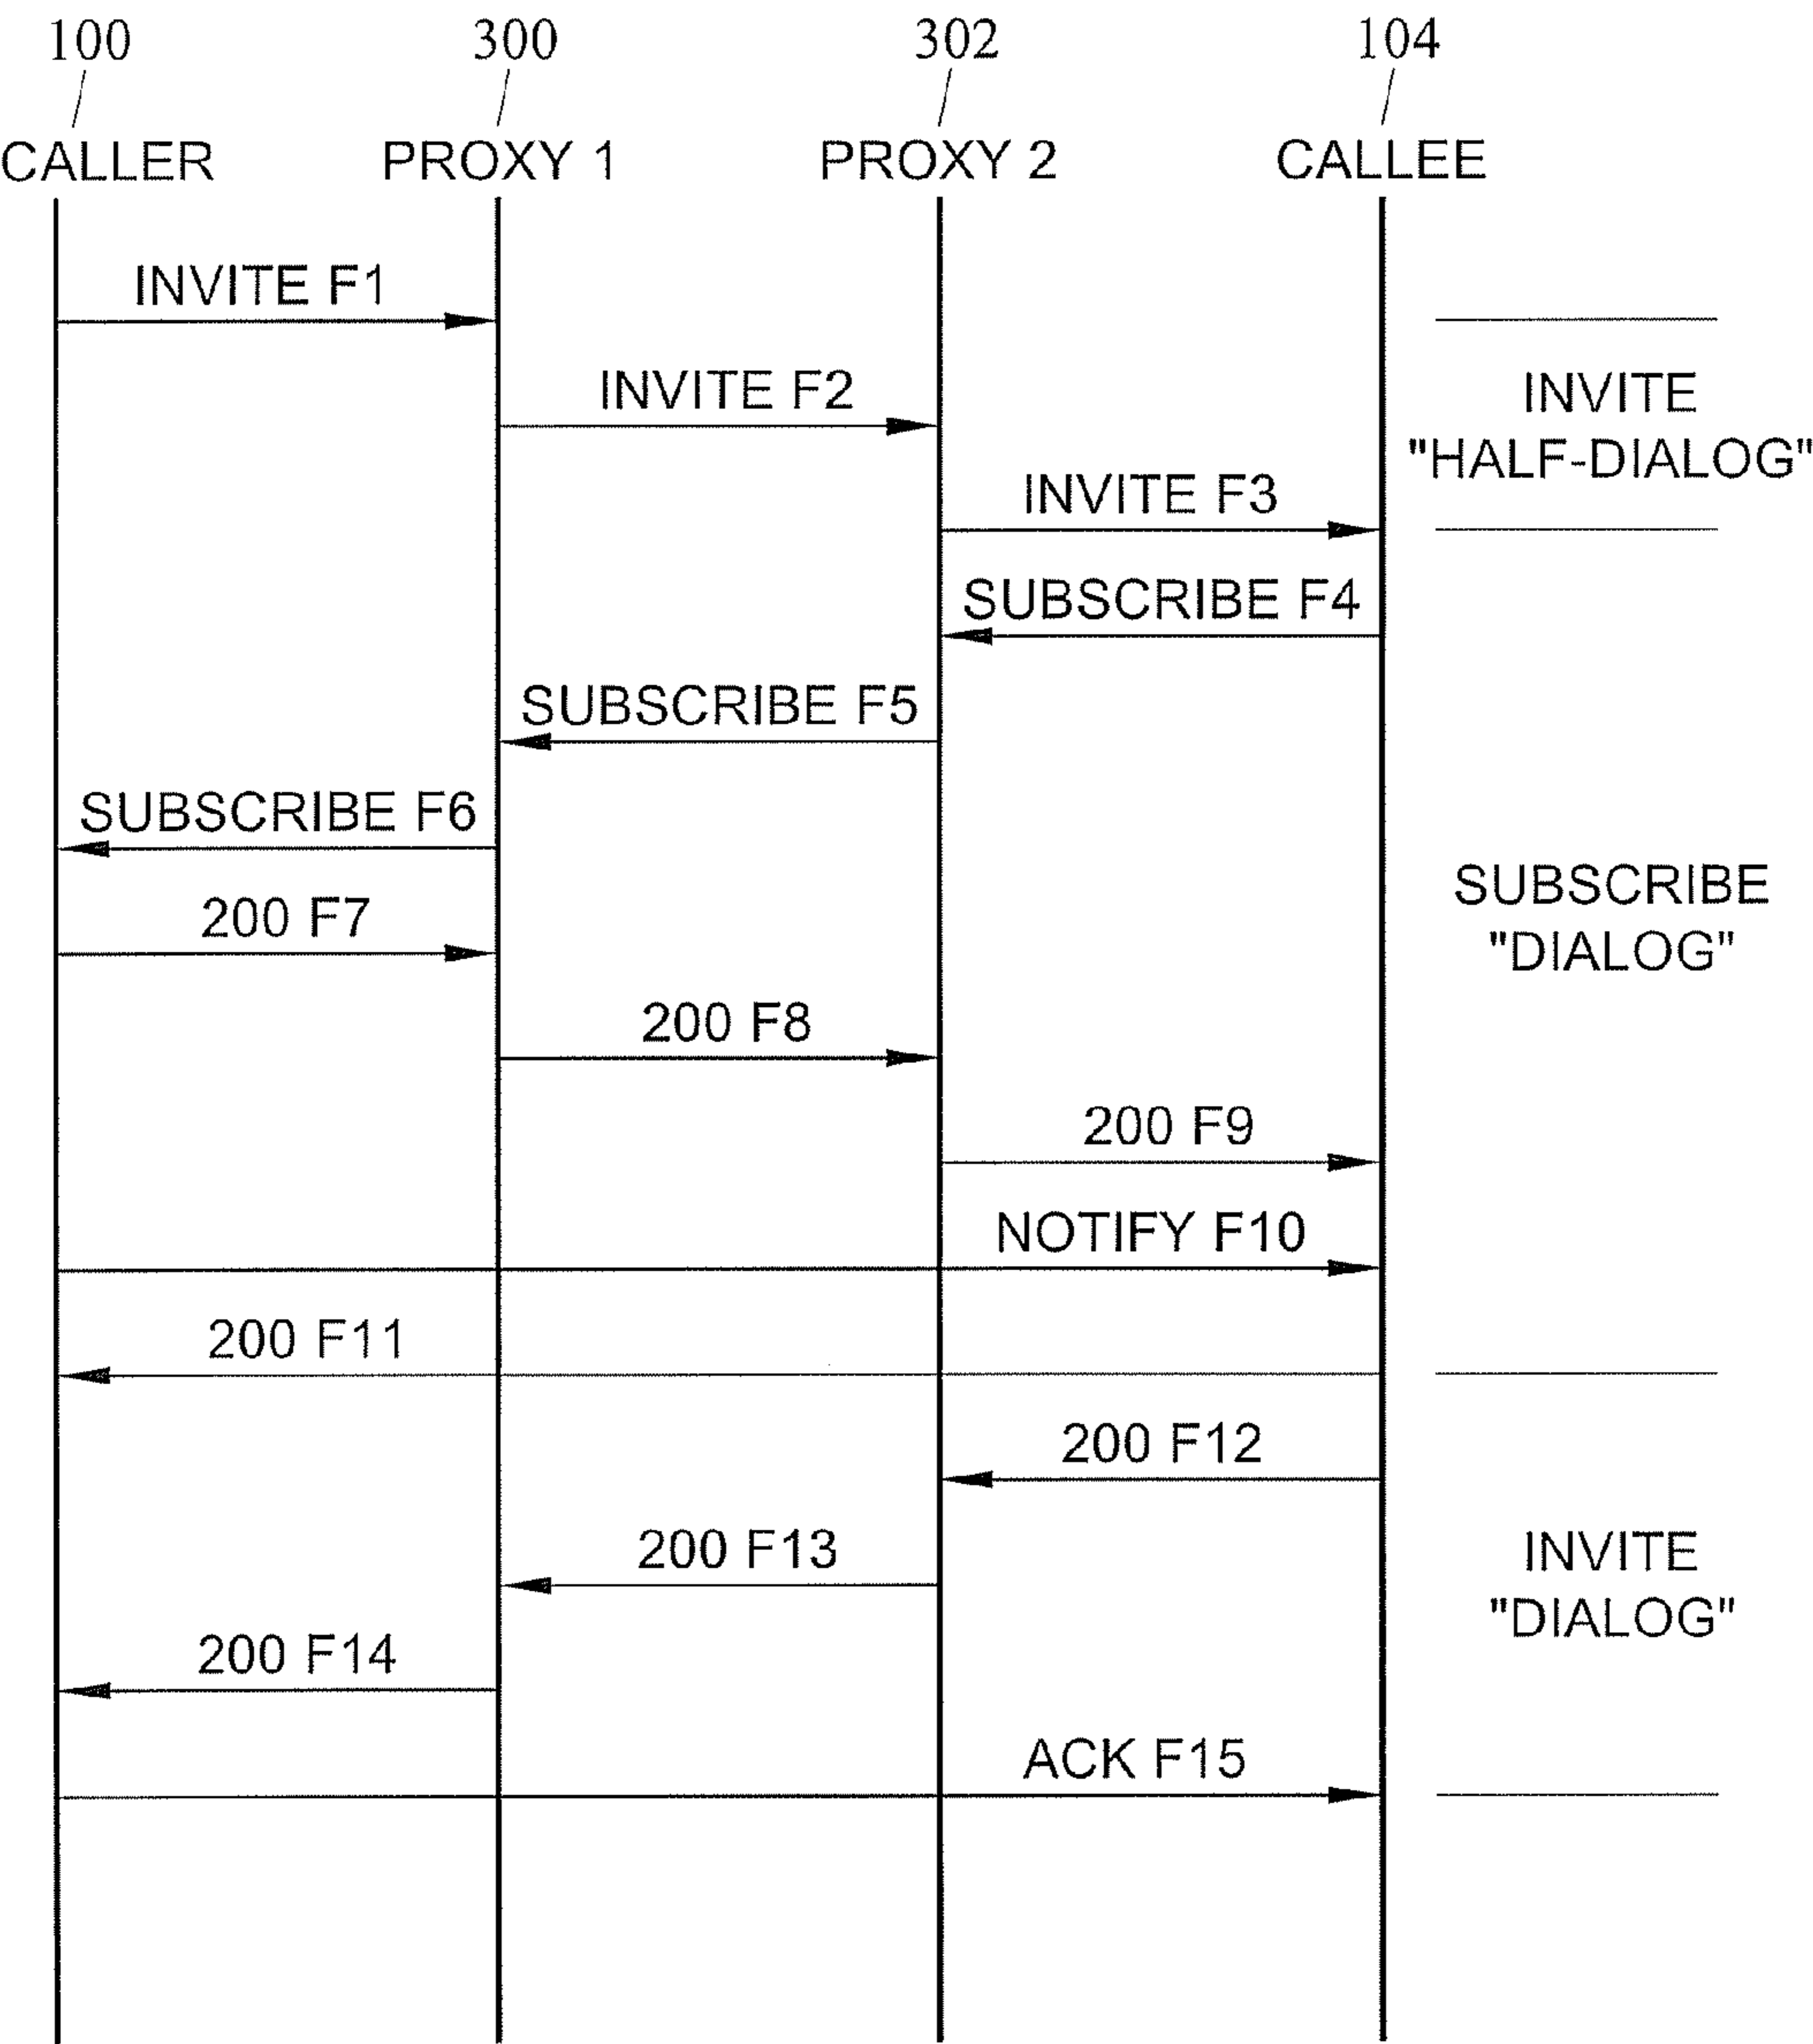 100 300 302 104
CALLER PROXY 1 PROXY 2 CALLEE
INVITE F1
INVITE F2
INVITE
"HALF-DIALOG"
INVITE F3
SUBSCRIBE F4
SUBSCRIBE F5
SUBSCRIBE F6
SUBSCRIBE
"DIALOG"
200 F7
200 F8
200 F9
NOTIFY F10
200 F11
200 F12
200 F13
INVITE
"DIALOG"
200 F14
ACK F15